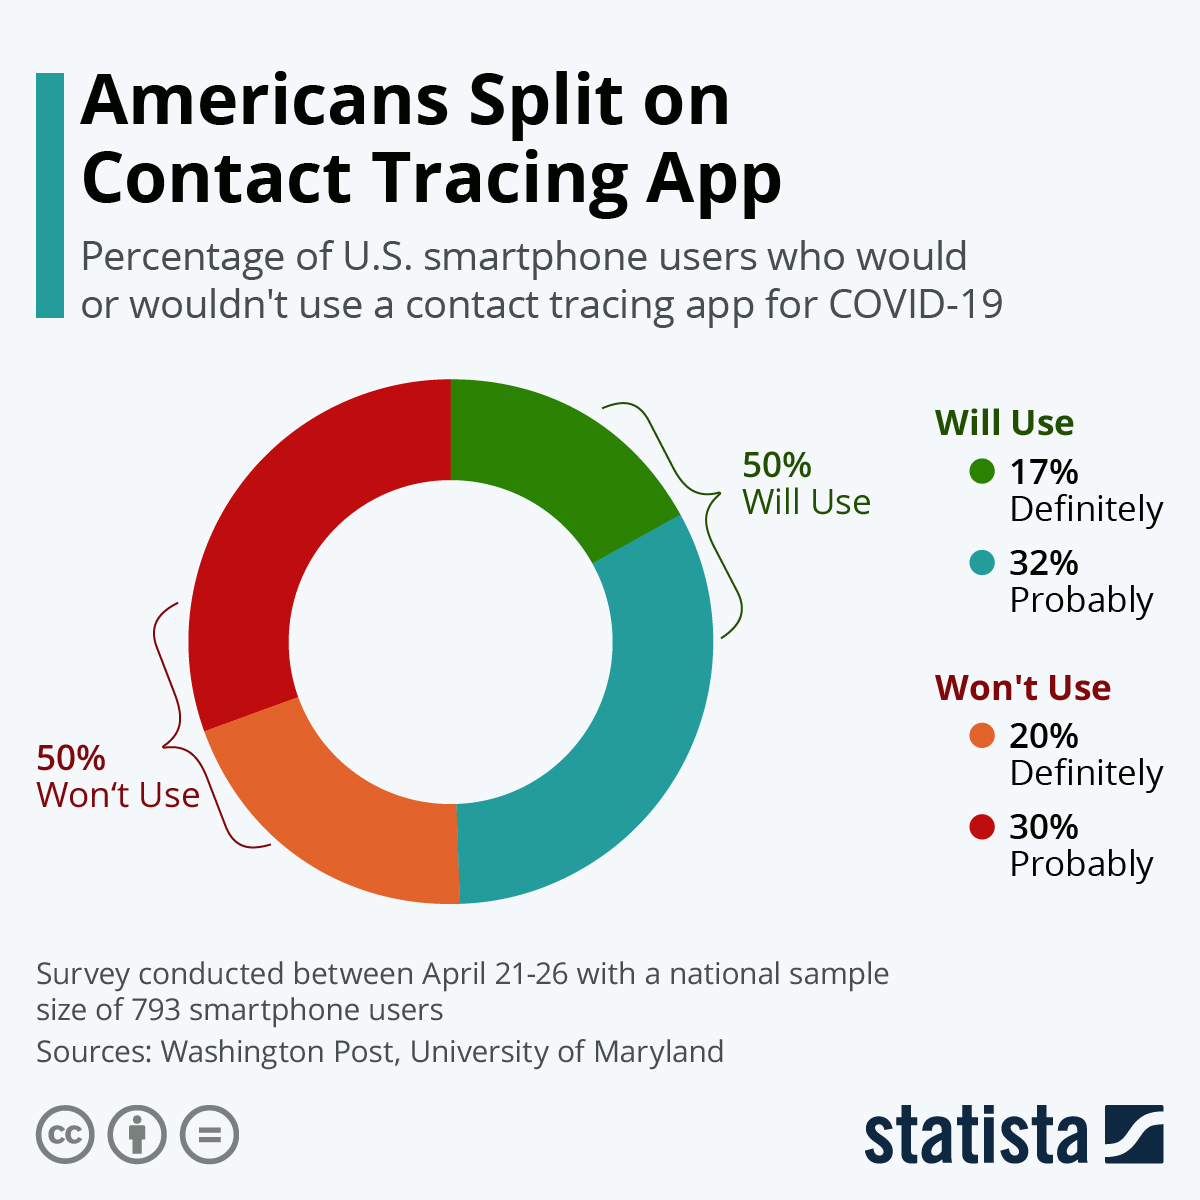 Americans Split on
Contact Tracing App
Percentage of U.S. smartphone users who would
or wouldn't use a contact tracing app for COVID-19
50%
Will Use
50%
Won‘t Use
Will Use
17%
Definitely
32%
Probably
Won't Use
20%
Definitely
30%
Probably
Survey conducted between April 21-26 with a national sample
size of 793 smartphone users
Sources: Washington Post, University of Maryland
cc
statista